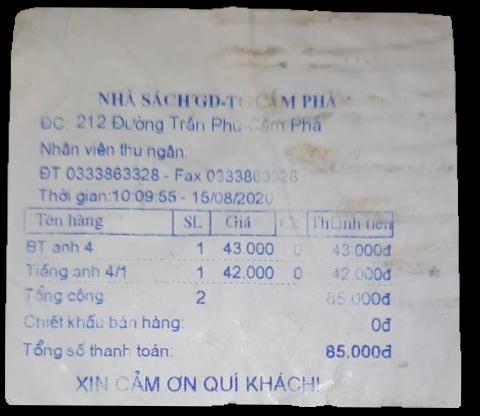 NHÀ SÁCH GD-TC CẨM PHẢ
ĐC: 212 Đường Trần Phú Cẩm Phả
Nhân viên thu ngân:
ĐT 0333863328 - Fax 0333863328
Thời gian:10:09:55 - 15/08/2020
Tên hàng SL Giá Ck Thành tiền
BT anh 4 1 43.000 0 43.000đ
Tiếng anh 4/1 1 42.000 0 42.000đ
Tổng cộng 2 85.000đ
Chiết khấu bán hàng: 0đ
Tổng số thanh toán: 85.000đ
XIN CẢM ƠN QUÍ KHÁCH!